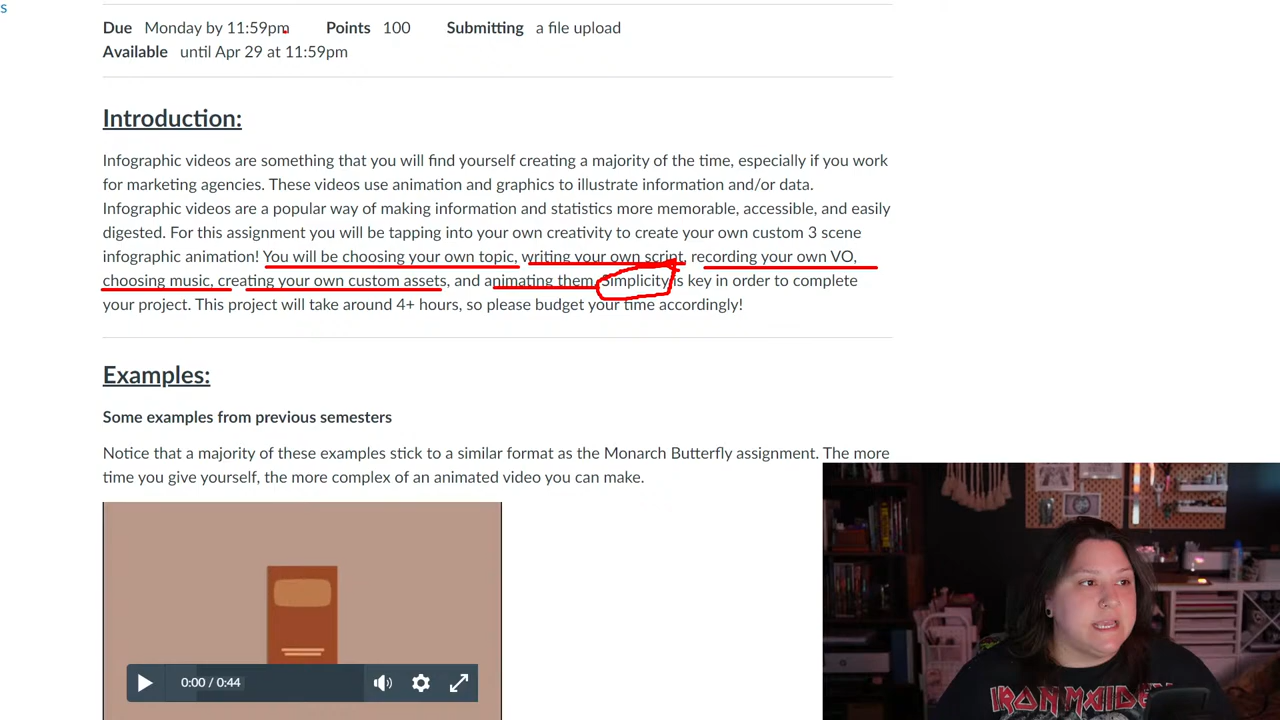 s
Due Monday by 11:59pm Points 100 Submitting a file upload
Available until Apr 29 at 11:59pm
Introduction:
Infographic videos are something that you will find yourself creating a majority of the time, especially if you work
for marketing agencies. These videos use animation and graphics to illustrate information and/or data.
Infographic videos are a popular way of making information and statistics more memorable, accessible, and easily
digested. For this assignment you will be tapping into your own creativity to create your own custom 3 scene
infographic animation! You will be choosing your own topic, writing your own script, recording your own VO,
choosing music, creating your own custom assets, and animating them. Simplicity is key in order to complete
your project. This project will take around 4+ hours, so please budget your time accordingly!
Examples:
Some examples from previous semesters
Notice that a majority of these examples stick to a similar format as the Monarch Butterfly assignment. The more
time you give yourself, the more complex of an animated video you can make.
0:00 / 0:44
IRON MAIDEN